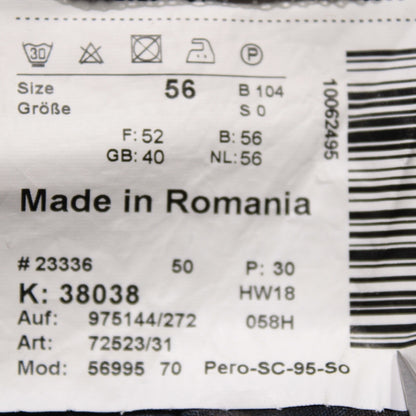 30 P
Size 56 B 104
Größe S 0
F: 52 B: 56
GB: 40 NL: 56
Made in Romania
# 23336 50 P: 30
K: 38038 HW18
Auf: 975144/272 058H
Art: 72523/31
Mod: 56995 70 Pero-SC-95-So
10062495